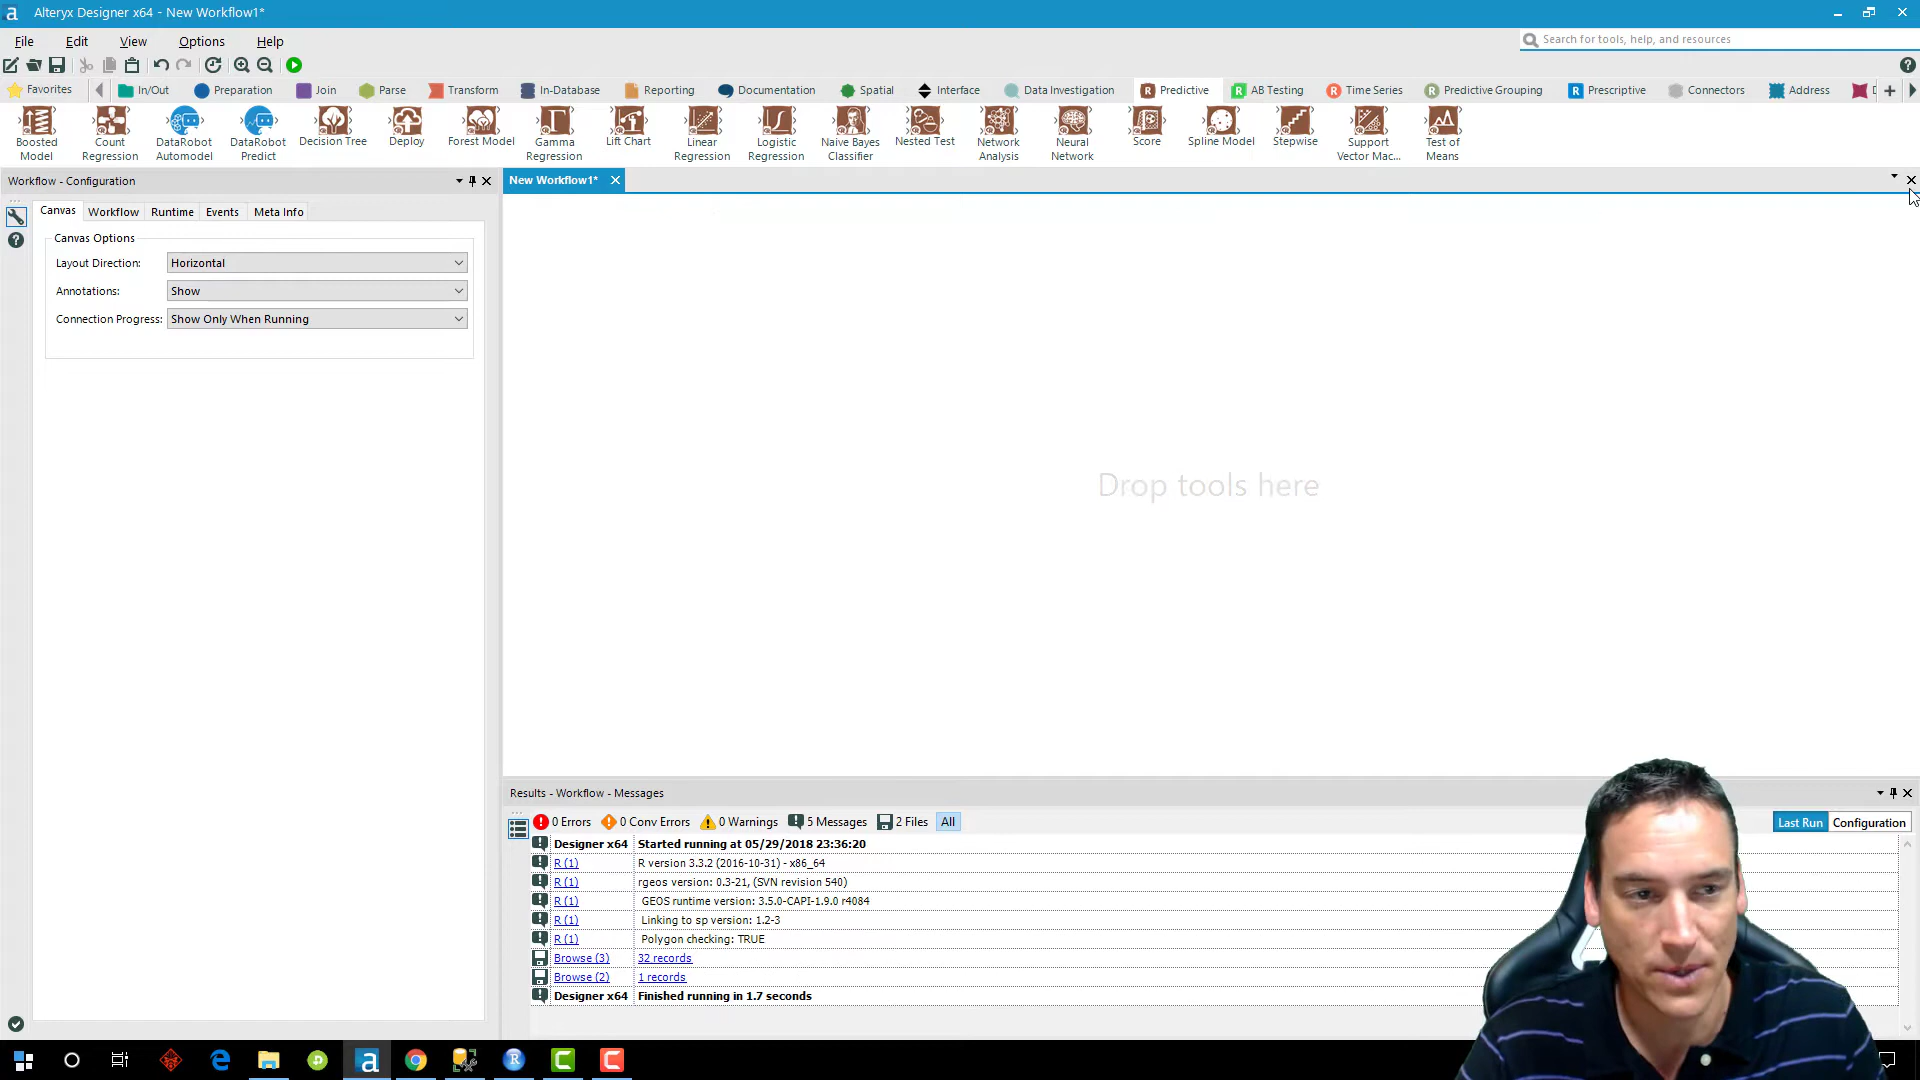 Alteryx Designer x64 - New Workflow1*
File Edit View Options Help
Search for tools, help, and resources
Favorites In/Out Preparation Join Parse Transform In-Database Reporting Documentation Spatial Interface Data Investigation Predictive AB Testing Time Series Predictive Grouping Prescriptive Connectors Address
Boosted Model
Count Regression
DataRobot Automodel
DataRobot Predict
Decision Tree
Deploy
Forest Model
Gamma Regression
Lift Chart
Linear Regression
Logistic Regression
Naive Bayes Classifier
Nested Test
Network Analysis
Neural Network
Score
Spline Model
Stepwise
Support Vector Mac...
Test of Means
Workflow - Configuration
New Workflow1*
Canvas Workflow Runtime Events Meta Info
Canvas Options
Layout Direction: Horizontal
Annotations: Show
Connection Progress: Show Only When Running
Drop tools here
Results - Workflow - Messages
0 Errors 0 Conv Errors 0 Warnings 5 Messages 2 Files All
Last Run Configuration
Designer x64 Started running at 05/29/2018 23:36:20
R (1) R version 3.3.2 (2016-10-31) - x86_64
R (1) rgeos version: 0.3-21, (SVN revision 540)
R (1) GEOS runtime version: 3.5.0-CAPI-1.9.0 r4084
R (1) Linking to sp version: 1.2-3
R (1) Polygon checking: TRUE
Browse (3) 32 records
Browse (2) 1 records
Designer x64 Finished running in 1.7 seconds